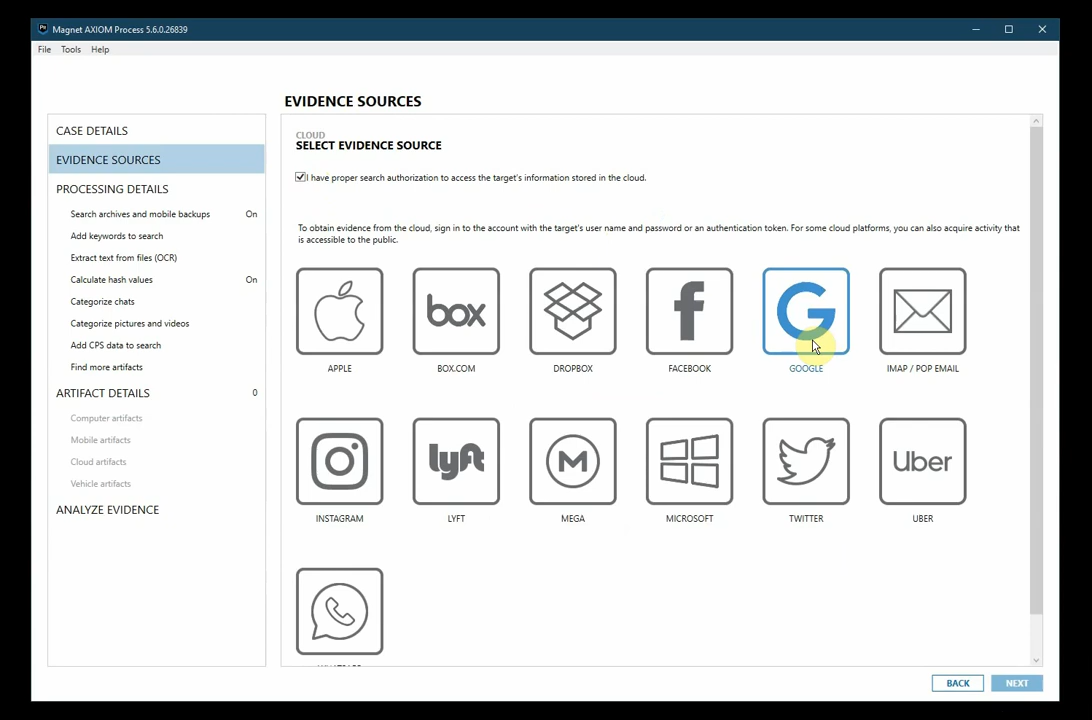 Magnet AXIOM Process 5.6.0.26839
File Tools Help
EVIDENCE SOURCES
CASE DETAILS
EVIDENCE SOURCES
PROCESSING DETAILS
Search archives and mobile backups On
Add keywords to search
Extract text from files (OCR)
Calculate hash values On
Categorize chats
Categorize pictures and videos
Add CPS data to search
Find more artifacts
ARTIFACT DETAILS 0
Computer artifacts
Mobile artifacts
Cloud artifacts
Vehicle artifacts
ANALYZE EVIDENCE
CLOUD
SELECT EVIDENCE SOURCE
I have proper search authorization to access the target's information stored in the cloud.
To obtain evidence from the cloud, sign in to the account with the target's user name and password or an authentication token. For some cloud platforms, you can also acquire activity that
is accessible to the public.
box
APPLE BOX.COM DROPBOX FACEBOOK GOOGLE IMAP / POP EMAIL
lyft Uber
INSTAGRAM LYFT MEGA MICROSOFT TWITTER UBER
BACK NEXT